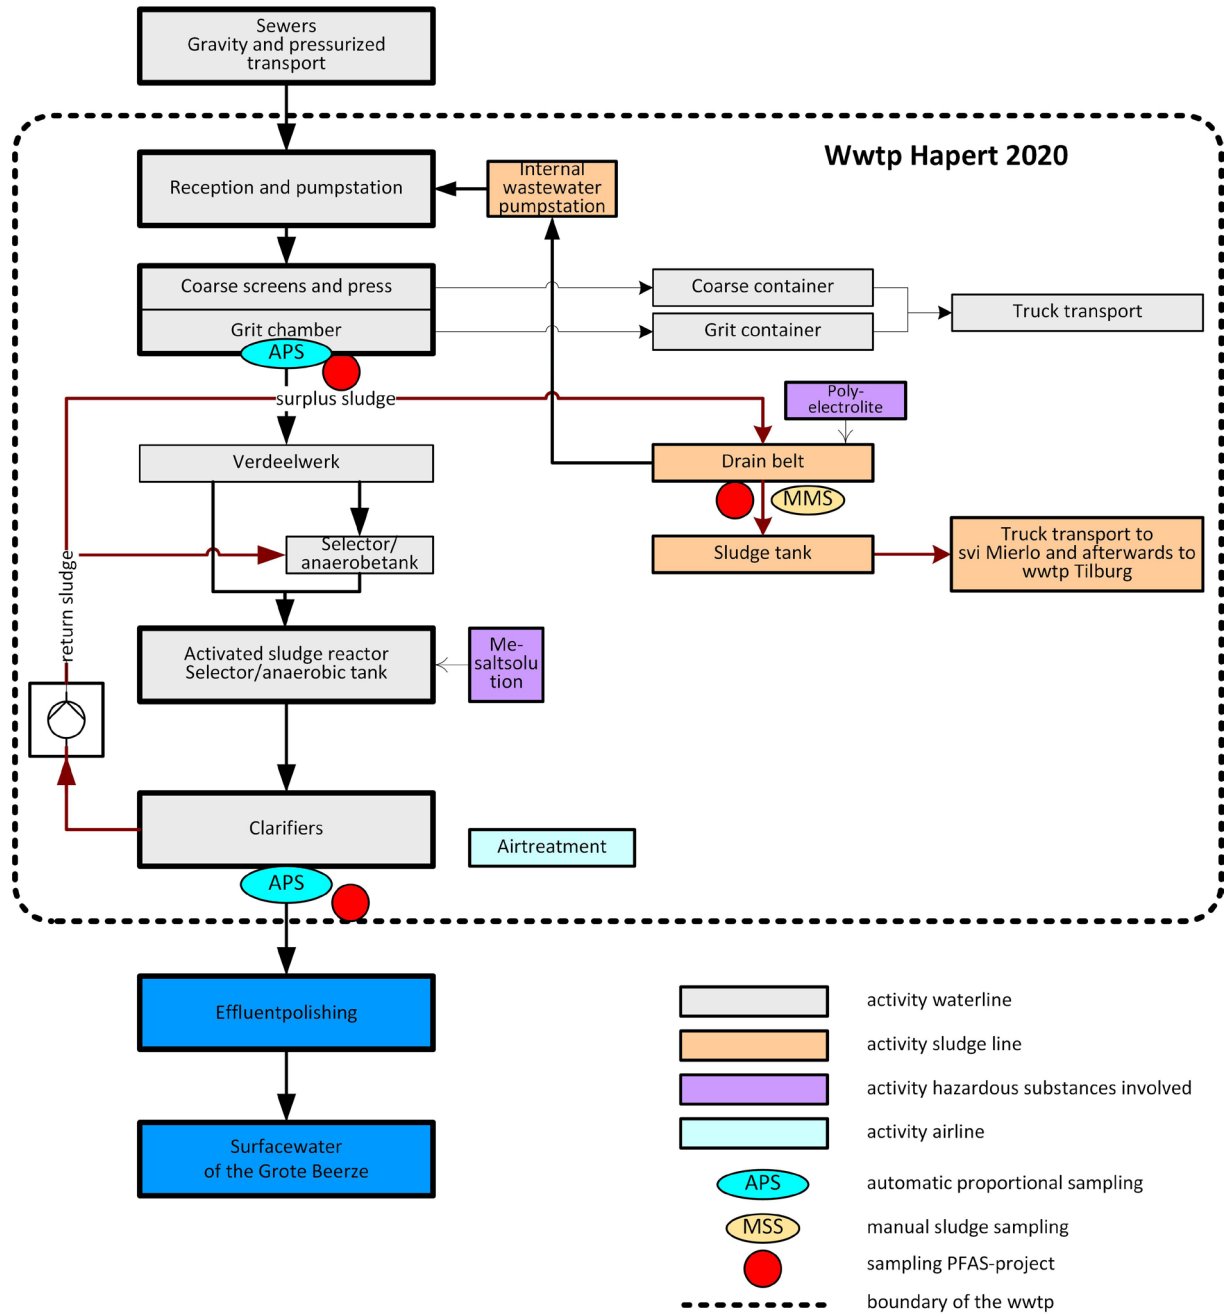 Sewers
Gravity and pressurized
transport
Wwtp Hapert 2020
Reception and pumpstation
Internal
wastewater
pumpstation
Coarse screens and press
Coarse container
Truck transport
Grit chamber
Grit container
APS
surplus sludge
Poly-
electrolite
Verdeelwerk
Drain belt
MMS
Selector/
anaerobetank
Sludge tank
Truck transport to
svi Mierlo and afterwards to
wwtp Tilburg
return sludge
Activated sludge reactor
Selector/anaerobic tank
Me-
saltsolu
tion
Clarifiers
Airtreatment
APS
Effluentpolishing
Surfacewater
of the Grote Beerze
activity waterline
activity sludge line
activity hazardous substances involved
activity airline
APS automatic proportional sampling
MSS manual sludge sampling
sampling PFAS-project
boundary of the wwtp